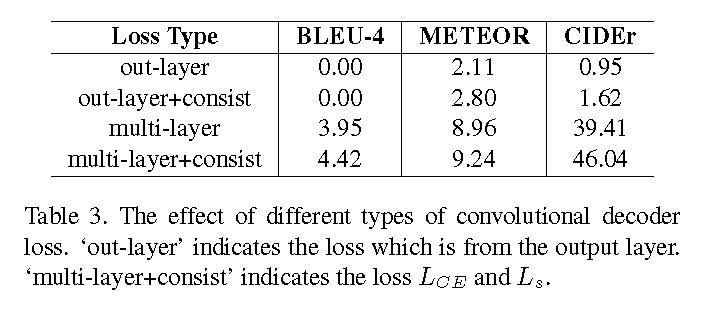 Loss Type BLEU-4 METEOR CIDEr
out-layer 0.00 2.11 0.95
out-layer+consist 0.00 2.80 1.62
multi-layer 3.95 8.96 39.41
multi-layer+consist 4.42 9.24 46.04
Table 3. The effect of different types of convolutional decoder
loss. ‘out-layer’ indicates the loss which is from the output layer.
‘multi-layer+consist’ indicates the loss L_{CE} and L_s.